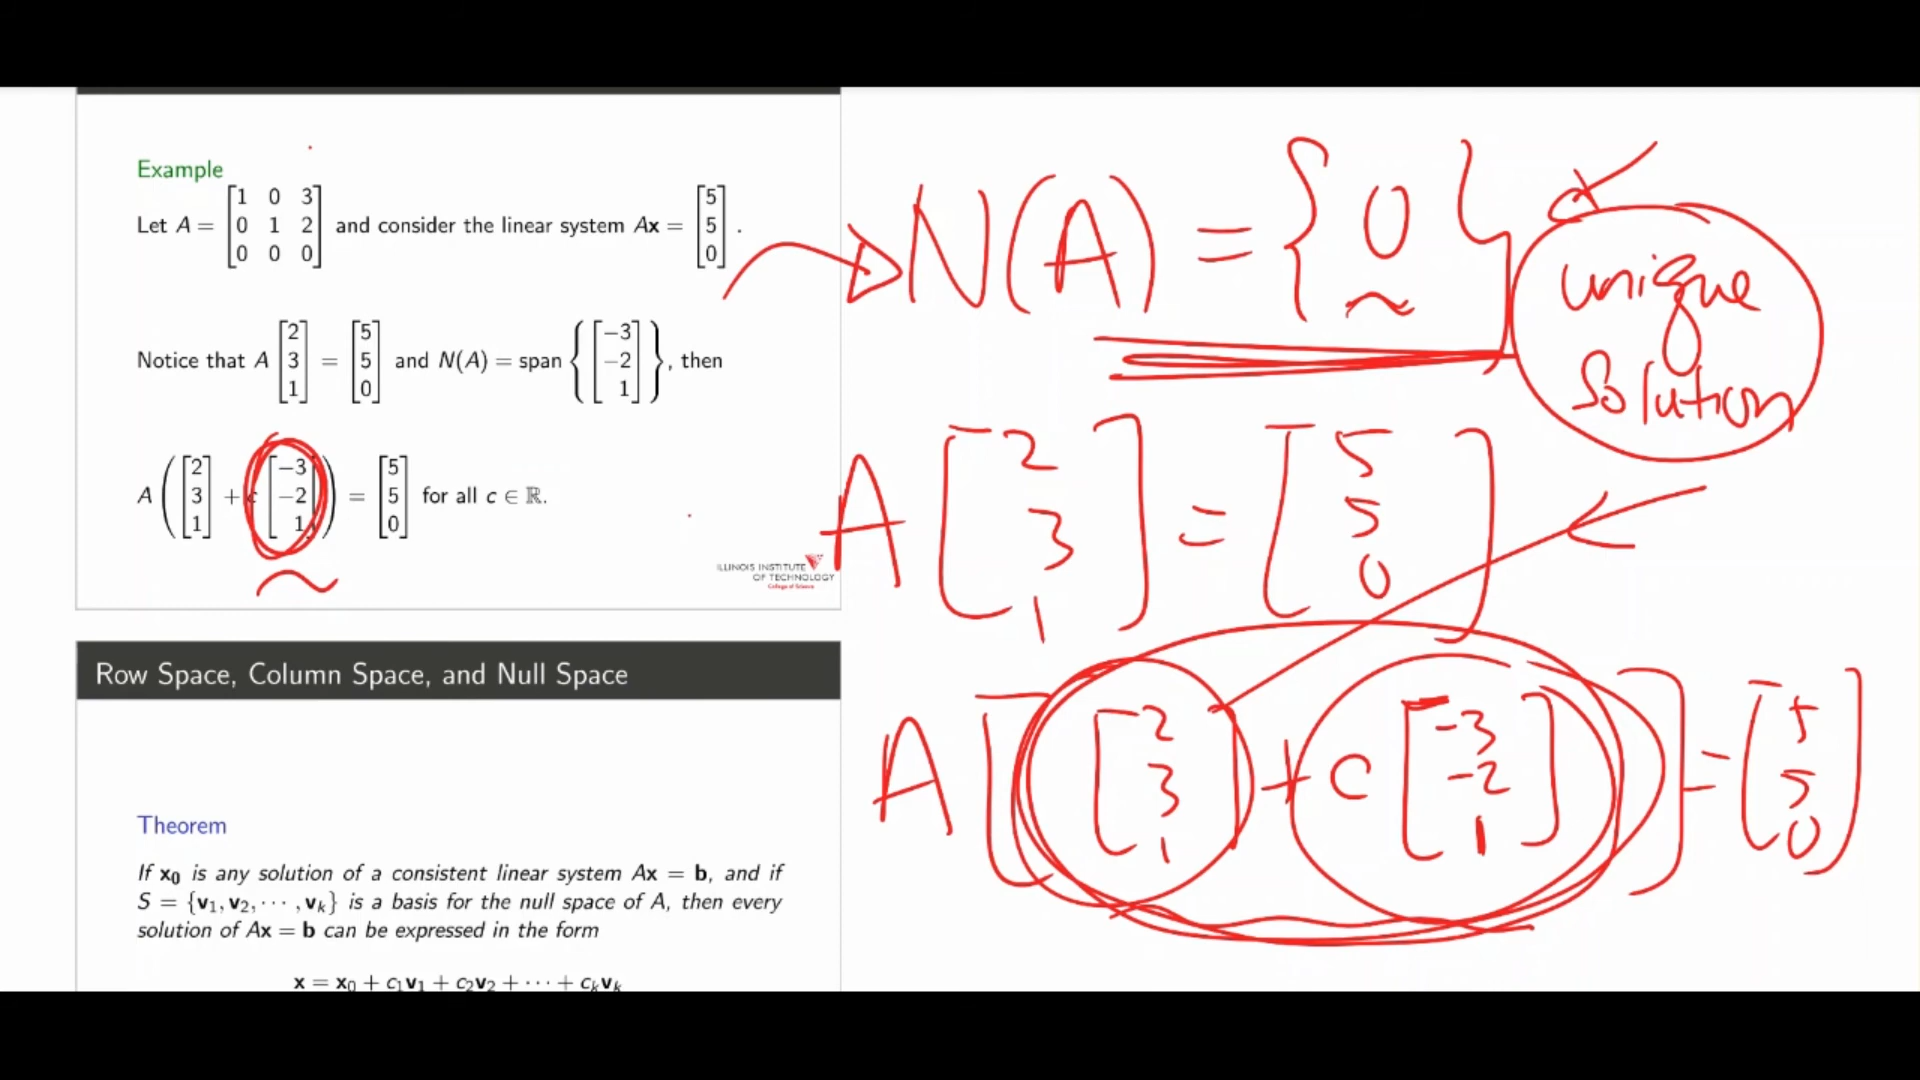 Example
Let A = [1 0 3; 0 1 2; 0 0 0] and consider the linear system Ax = [5; 5; 0] .
Notice that A [2; 3; 1] = [5; 5; 0] and N(A) = span { [−3; −2; 1] }, then
A ( [2; 3; 1] + c [−3; −2; 1] ) = [5; 5; 0] for all c ∈ ℝ.
ILLINOIS INSTITUTE
OF TECHNOLOGY
College of Science
Row Space, Column Space, and Null Space
Theorem
If x₀ is any solution of a consistent linear system Ax = b, and if
S = {v₁, v₂, ⋯ , vₖ} is a basis for the null space of A, then every
solution of Ax = b can be expressed in the form
x = x₀ + c₁v₁ + c₂v₂ + ⋯ + cₖvₖ
N(A) = { 0 }
unique
solution
A [2; 3; 1] = [5; 5; 0]
A [ [2; 3; 1] + c [-3; -2; 1] ] = [5; 5; 0]